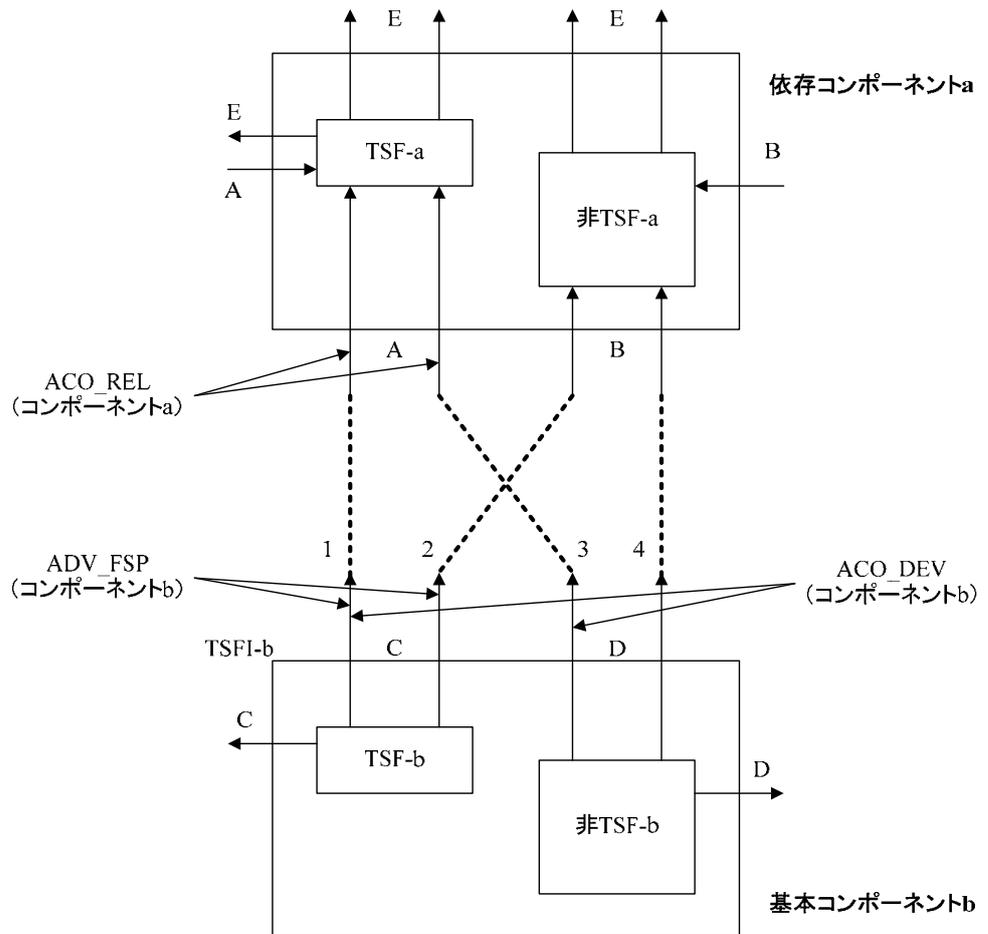 E E
依存コンポーネントa
E
TSF-a
B
A
非TSF-a
A B
ACO_REL
（コンポーネントa）
1 2 3 4
ADV_FSP
（コンポーネントb）
ACO_DEV
（コンポーネントb）
TSFI-b C D
C
TSF-b
D
非TSF-b
基本コンポーネントb